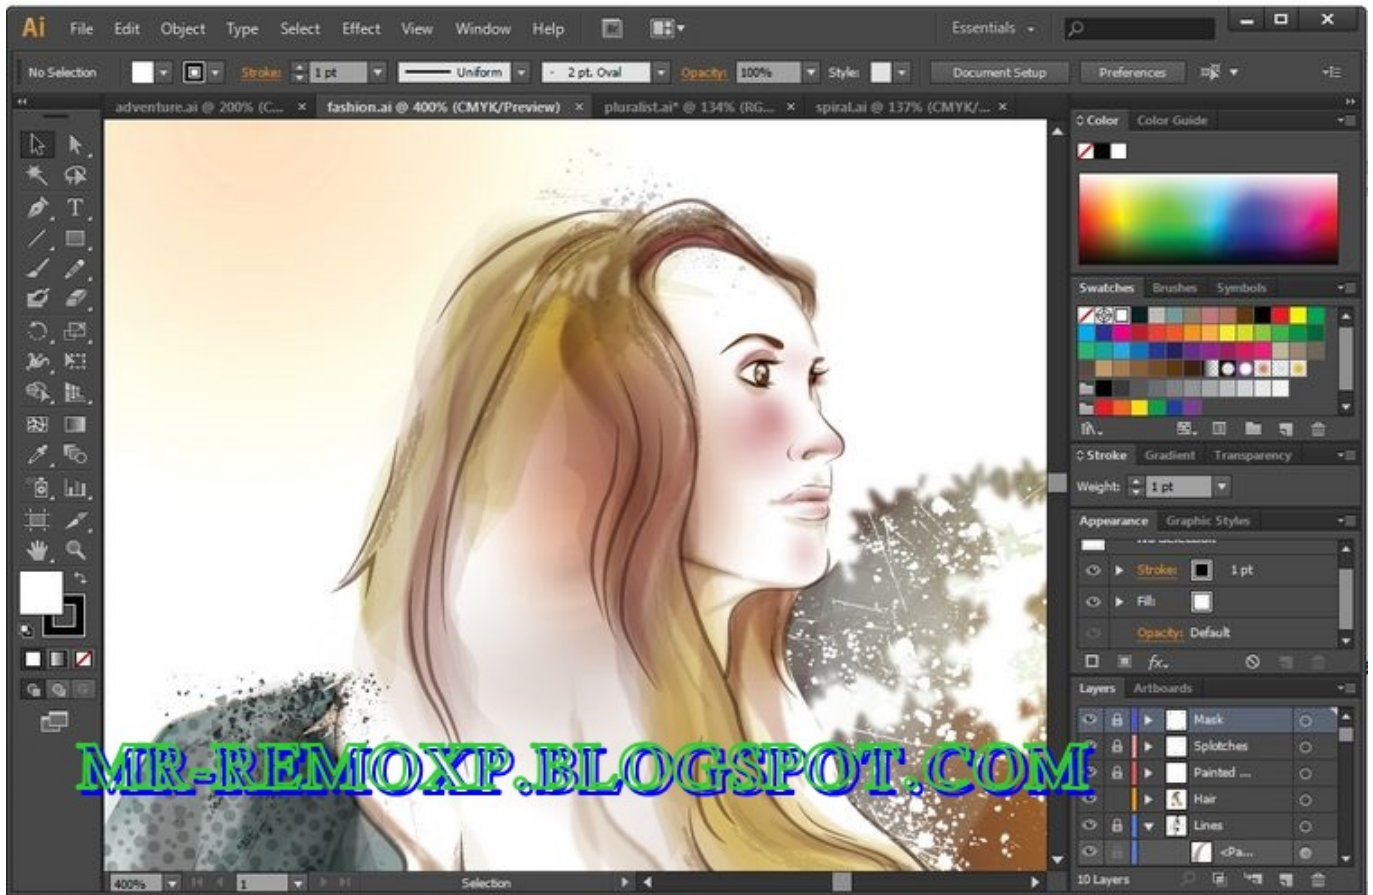 Ai File Edit Object Type Select Effect View Window Help Br Essentials
No Selection Stroke: 1 pt Uniform 2 pt. Oval Opacity: 100% Style: Document Setup Preferences
adventure.ai @ 200% (C... × fashion.ai @ 400% (CMYK/Preview) × pluralist.ai* @ 134% (RG... × spiral.ai @ 137% (CMYK/... ×
Color Color Guide
Swatches Brushes Symbols
Stroke Gradient Transparency
Weight: 1 pt
Appearance Graphic Styles
Stroke: 1 pt
Fill:
Opacity: Default
fx
Layers Artboards
Mask
Splotches
Painted ...
Hair
Lines
<Pa...
10 Layers
MR-REMOXP.BLOGSPOT.COM
400% 1 Selection